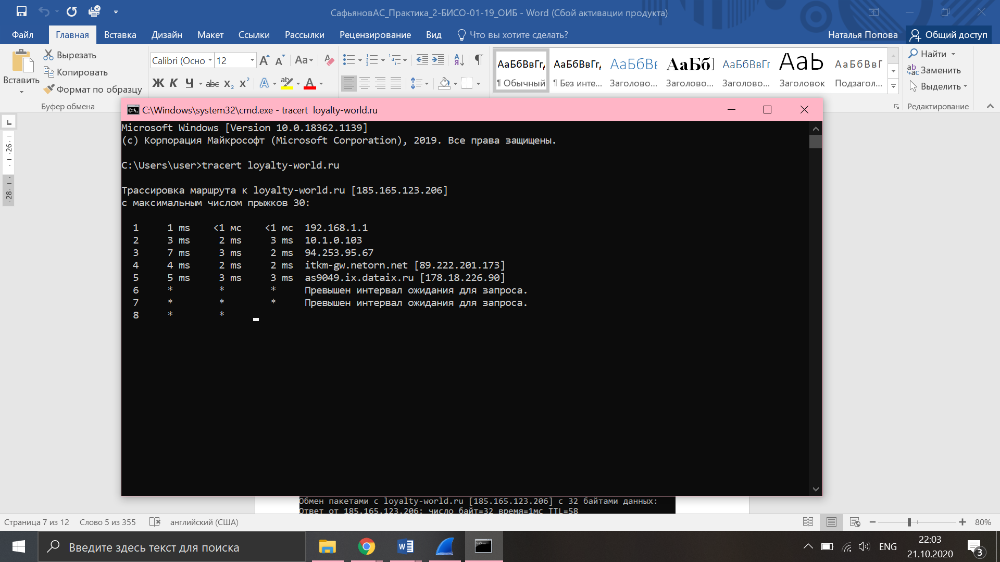 СафьяновАС_Практика_2-БИСО-01-19_ОИБ - Word (Сбой активации продукта)
Файл Главная Вставка Дизайн Макет Ссылки Рассылки Рецензирование Вид Что вы хотите сделать? Наталья Попова Общий доступ
Вставить
Вырезать
Копировать
Формат по образцу
Буфер обмена
Calibri (Осно 12 Aa
Ж К Ч abc X₂ X² A ab A
А Я ¶
АаБбВвГг, АаБбВвГг, АаБбВе АаБбІ АаБбВвГг АаЬ АаБбВвГ
¶ Обычный ¶ Без инте... Заголово... Заголово... Заголово... Заголовок Подзагол...
Найти
Заменить
Выделить
Редактирование
C:\Windows\system32\cmd.exe - tracert loyalty-world.ru
Microsoft Windows [Version 10.0.18362.1139]
(c) Корпорация Майкрософт (Microsoft Corporation), 2019. Все права защищены.
C:\Users\user>tracert loyalty-world.ru
Трассировка маршрута к loyalty-world.ru [185.165.123.206]
с максимальным числом прыжков 30:
1 1 ms <1 мс <1 мс 192.168.1.1
2 3 ms 2 ms 3 ms 10.1.0.103
3 7 ms 3 ms 2 ms 94.253.95.67
4 4 ms 2 ms 2 ms itkm-gw.netorn.net [89.222.201.173]
5 5 ms 3 ms 3 ms as9049.ix.dataix.ru [178.18.226.90]
6 * * * Превышен интервал ожидания для запроса.
7 * * * Превышен интервал ожидания для запроса.
8 * *
26
28
Обмен пакетами с loyalty-world.ru [185.165.123.206] с 32 байтами данных:
Ответ от 185.165.123.206: число байт=32 время=1мс TTL=58
Страница 7 из 12 Слово 5 из 355 английский (США) 80%
Введите здесь текст для поиска
ENG
22:03
21.10.2020
3